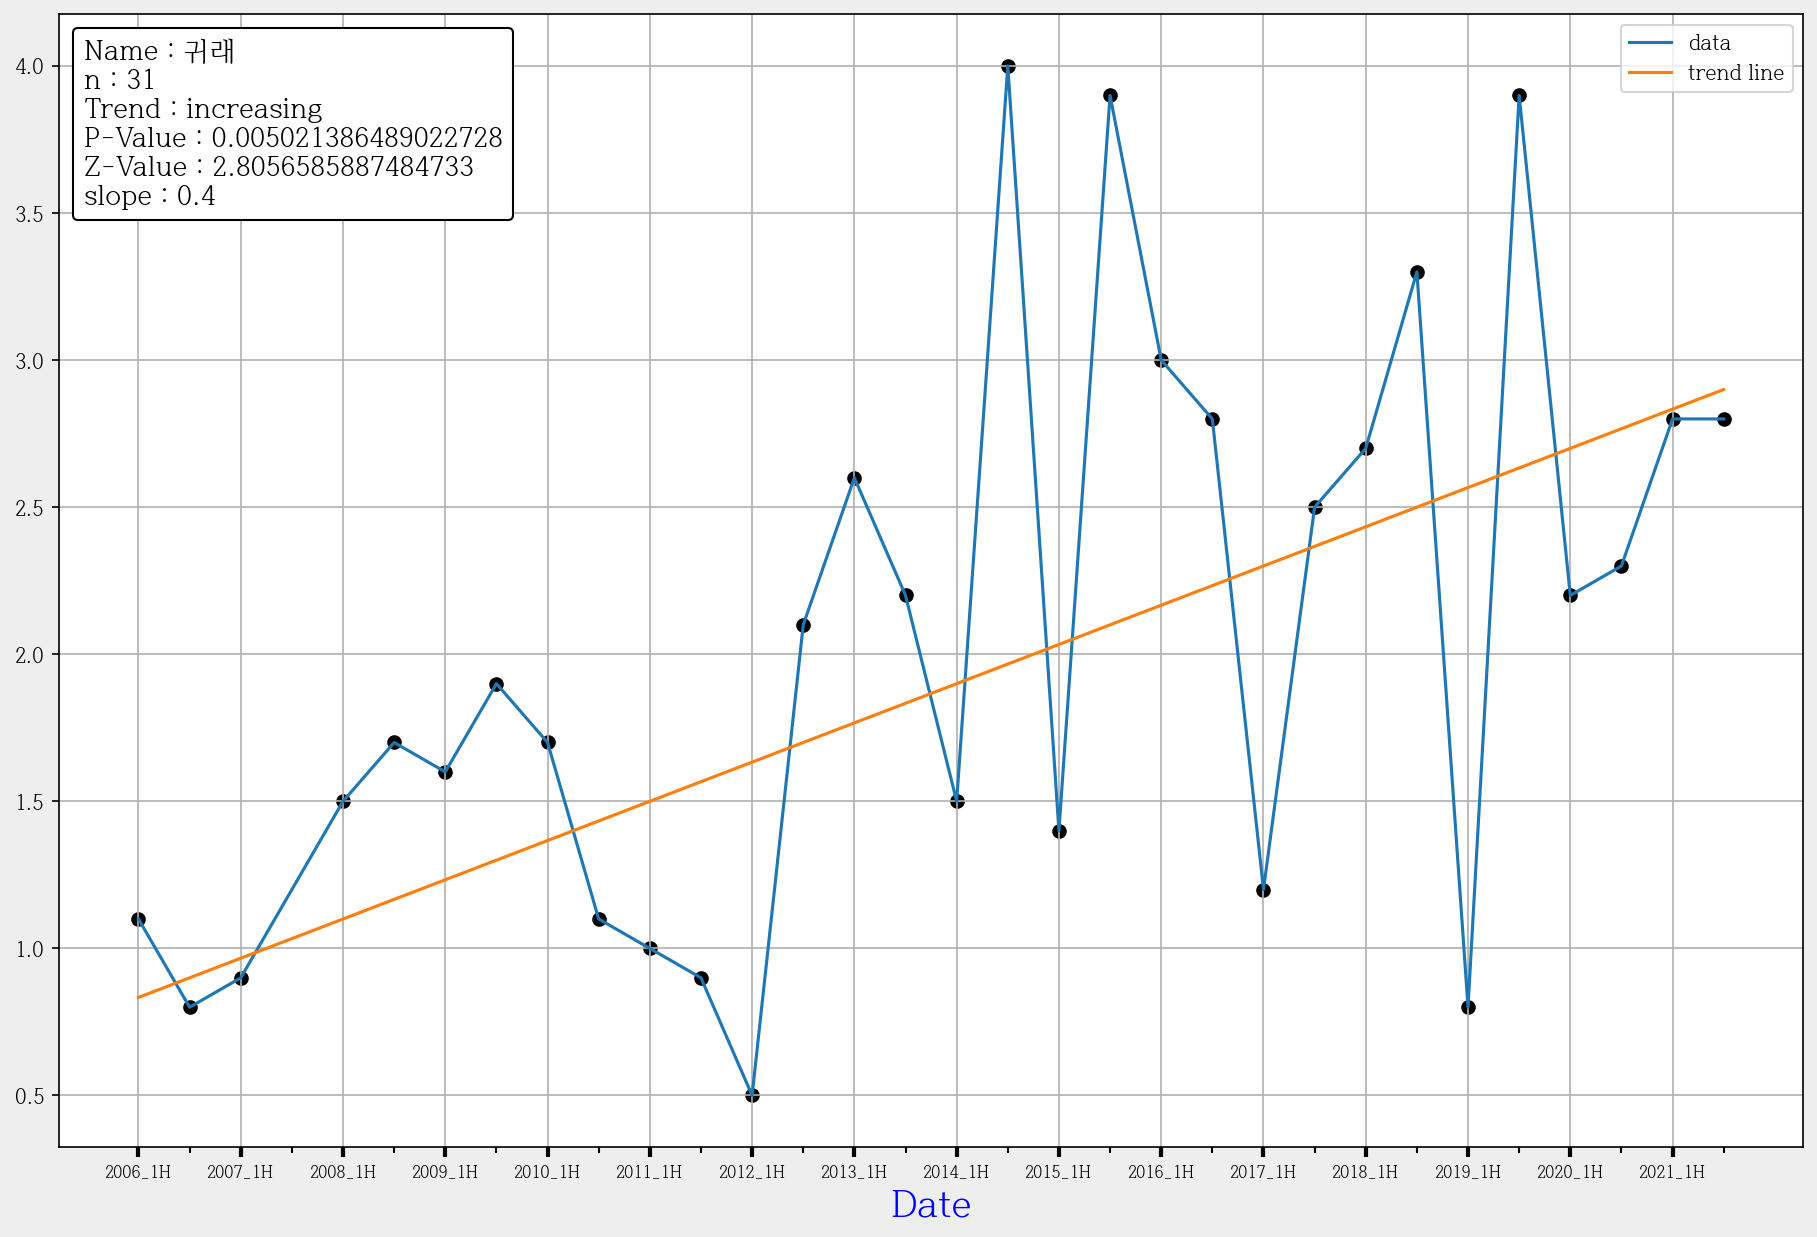 Name : 귀래
n : 31
Trend : increasing
P-Value : 0.005021386489022728
Z-Value : 2.8056585887484733
slope : 0.4
data
trend line
4.0
3.5
3.0
2.5
2.0
1.5
1.0
0.5
2006_1H 2007_1H 2008_1H 2009_1H 2010_1H 2011_1H 2012_1H 2013_1H 2014_1H 2015_1H 2016_1H 2017_1H 2018_1H 2019_1H 2020_1H 2021_1H
Date